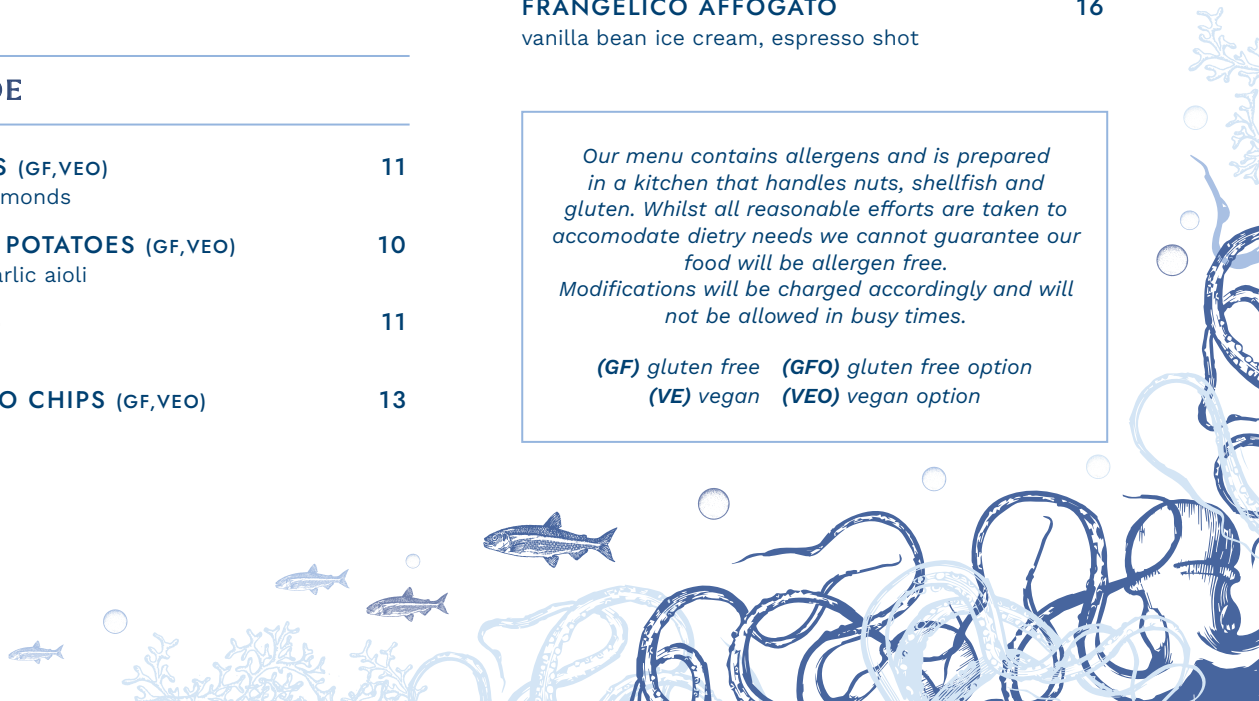 S (GF,VEO) 11
monds
POTATOES (GF,VEO) 10
arlic aioli
11
O CHIPS (GF,VEO) 13
FRANGELICO AFFOGATO 16
vanilla bean ice cream, espresso shot
Our menu contains allergens and is prepared
in a kitchen that handles nuts, shellfish and
gluten. Whilst all reasonable efforts are taken to
accomodate dietry needs we cannot guarantee our
food will be allergen free.
Modifications will be charged accordingly and will
not be allowed in busy times.
(GF) gluten free (GFO) gluten free option
(VE) vegan (VEO) vegan option